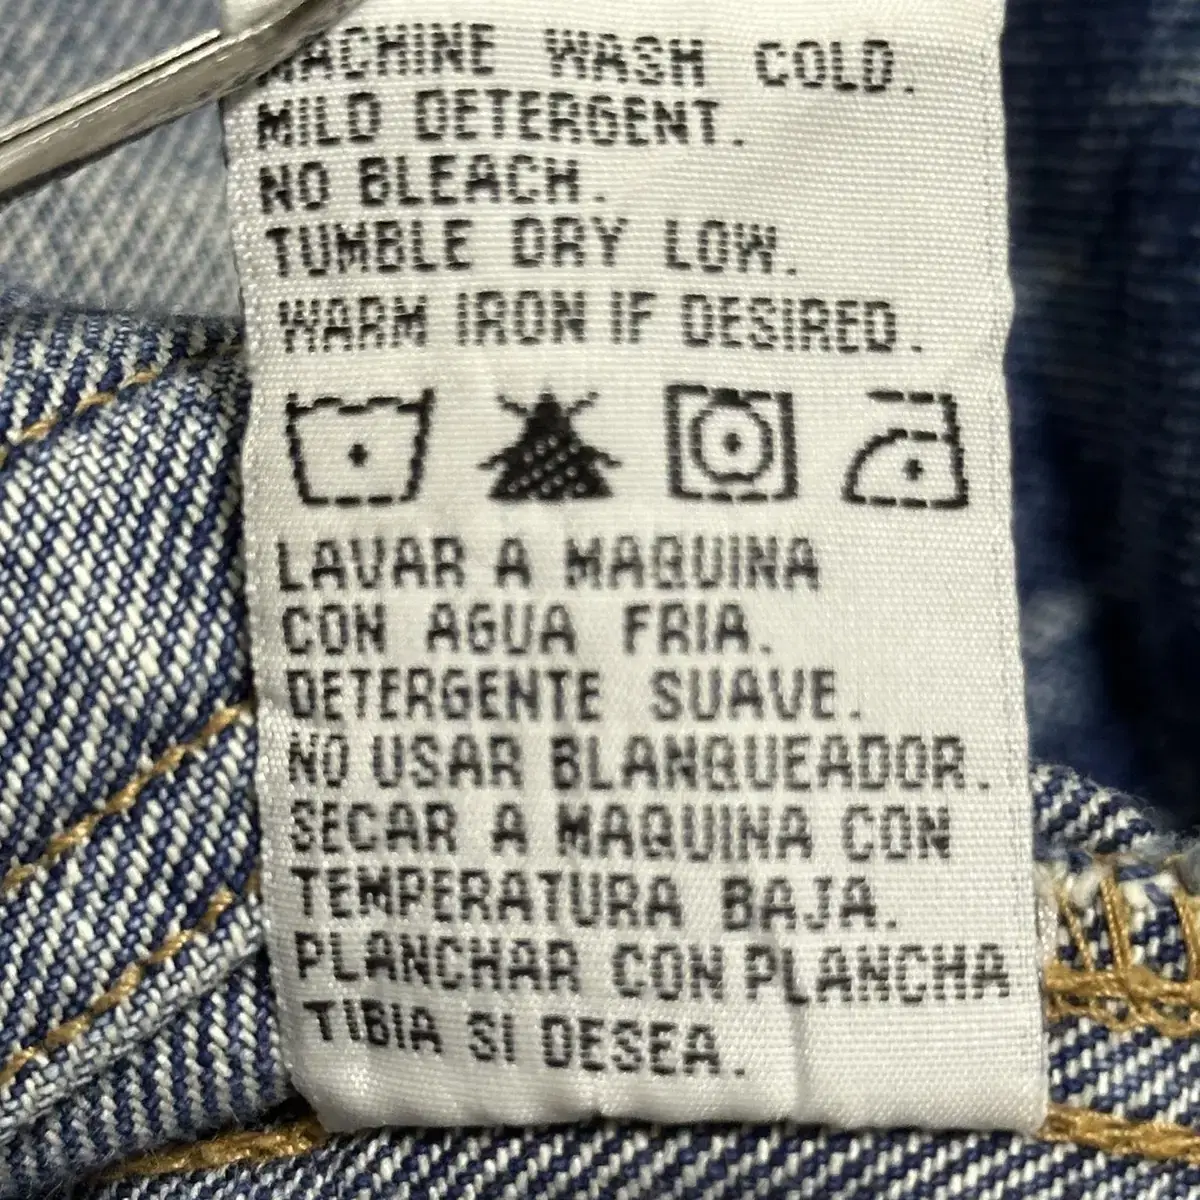 MACHINE WASH COLD.
MILD DETERGENT.
NO BLEACH.
TUMBLE DRY LOW.
WARM IRON IF DESIRED.
LAVAR A MAQUINA
CON AGUA FRIA.
DETERGENTE SUAVE.
NO USAR BLANQUEADOR.
SECAR A MAQUINA CON
TEMPERATURA BAJA.
PLANCHAR CON PLANCHA
TIBIA SI DESEA.